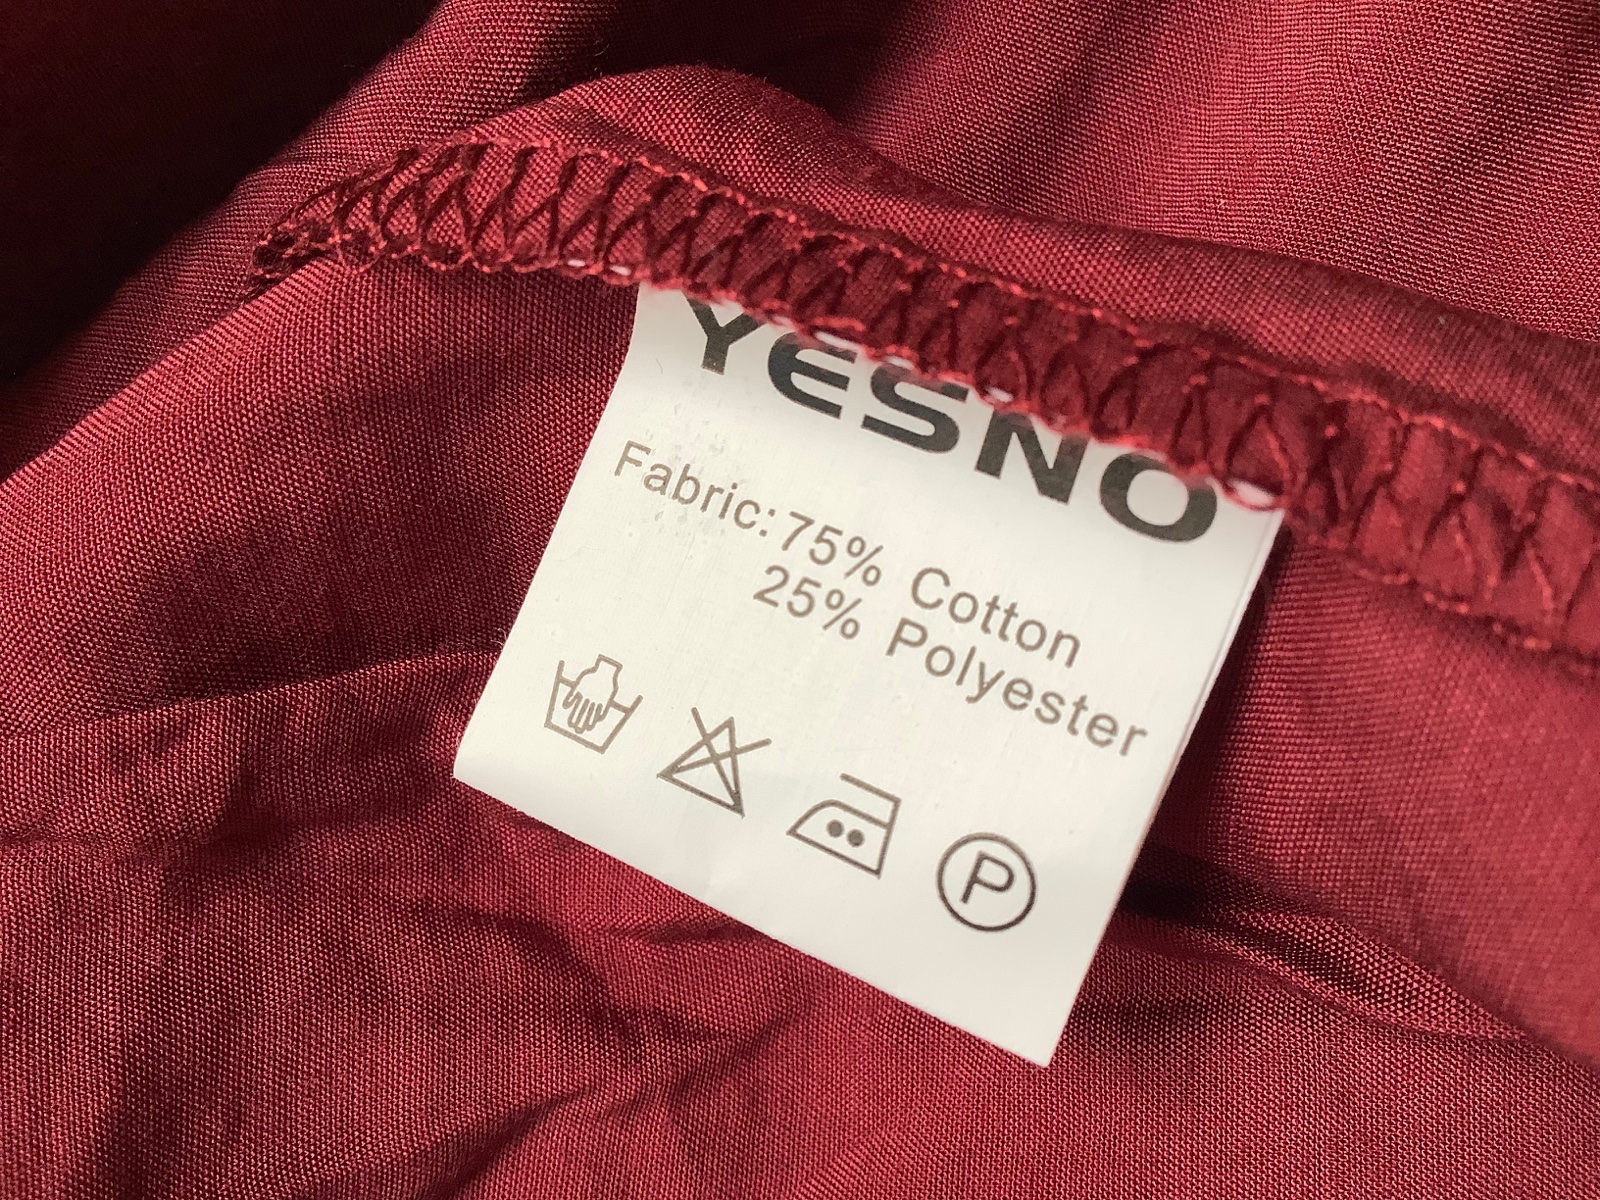 YESNO
Fabric: 75% Cotton
25% Polyester
P